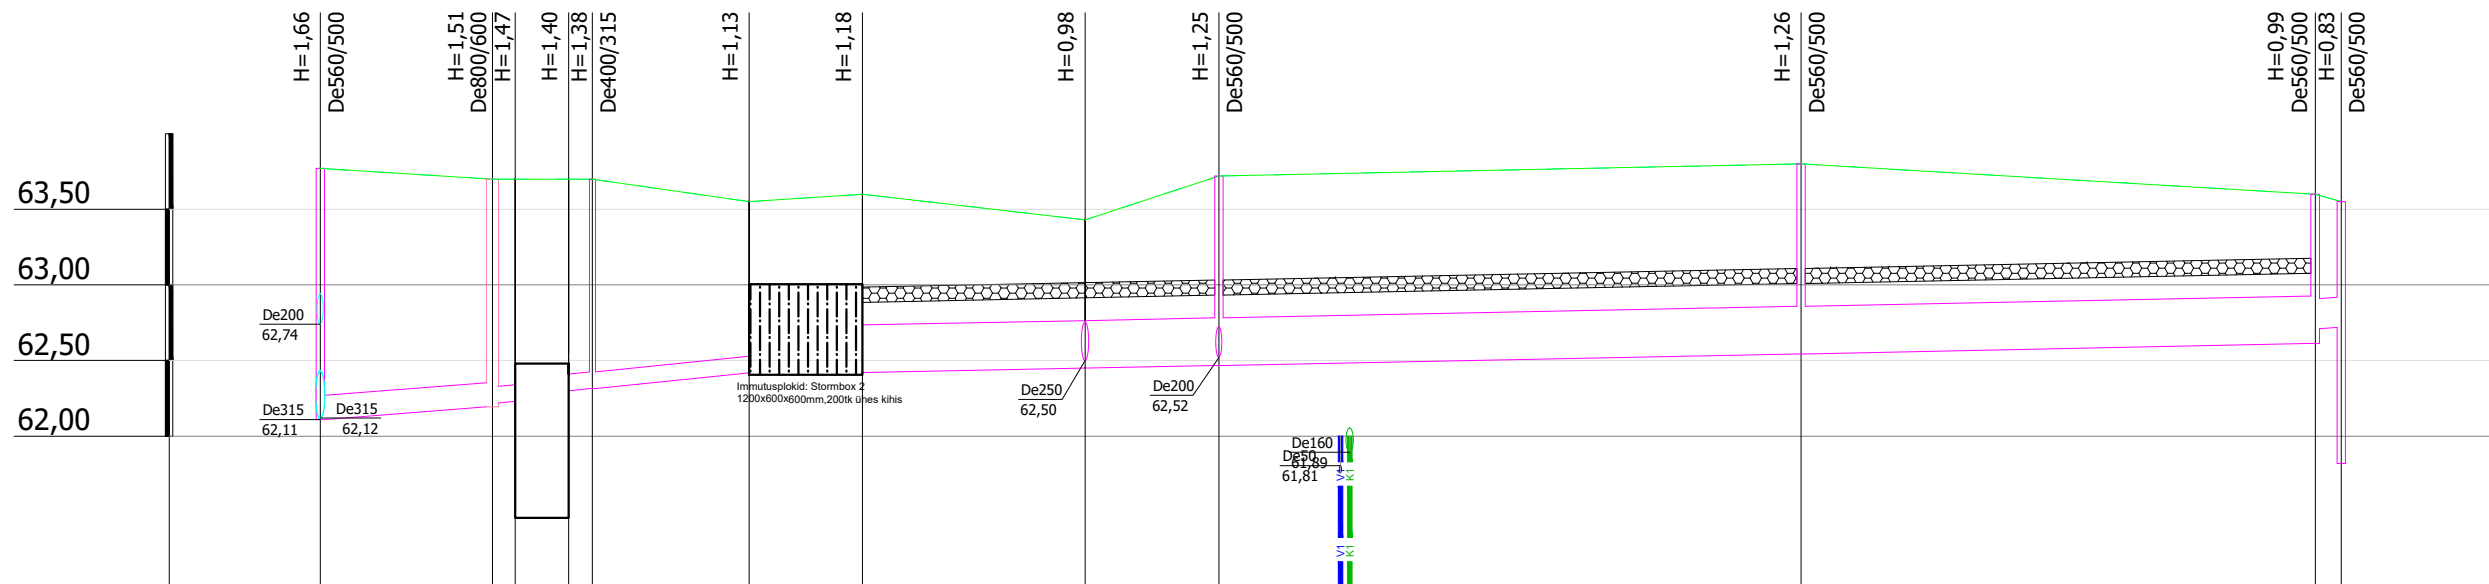 H=1,66
De560/500
H=1,51
De800/600
H=1,47
H=1,40
H=1,38
De400/315
H=1,13
H=1,18
H=0,98
H=1,25
De560/500
H=1,26
De560/500
H=0,99
De560/500
H=0,83
De560/500
63,50
63,00
62,50
62,00
De200
62,74
De315
62,11
De315
62,12
Immutusplokid: Stormbox 2
1200x600x600mm,200tk ühes kihis
De250
62,50
De200
62,52
De160
61,89
De50
61,81
V1
K1
V1
K1